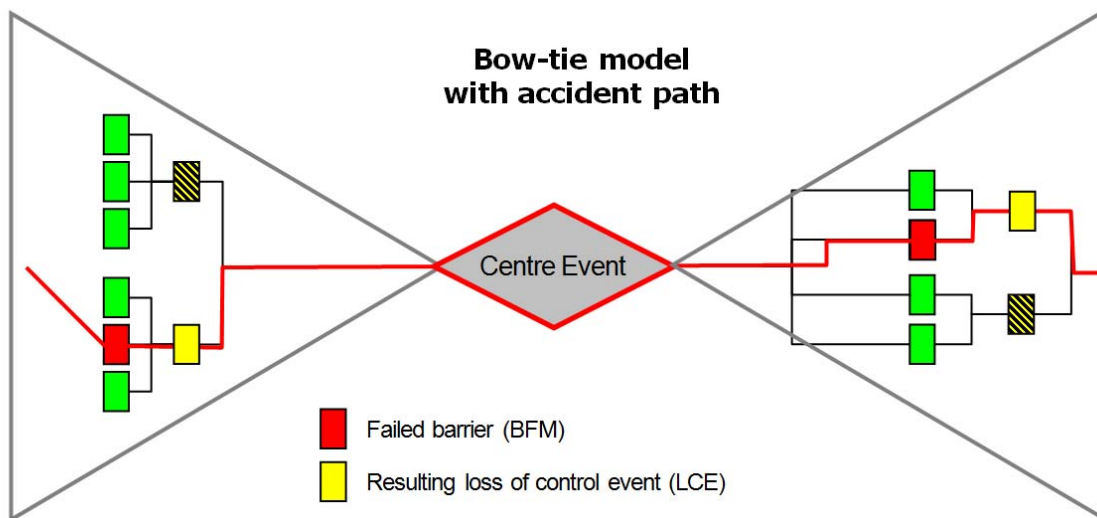 Bow-tie model
with accident path
Centre Event
Failed barrier (BFM)
Resulting loss of control event (LCE)